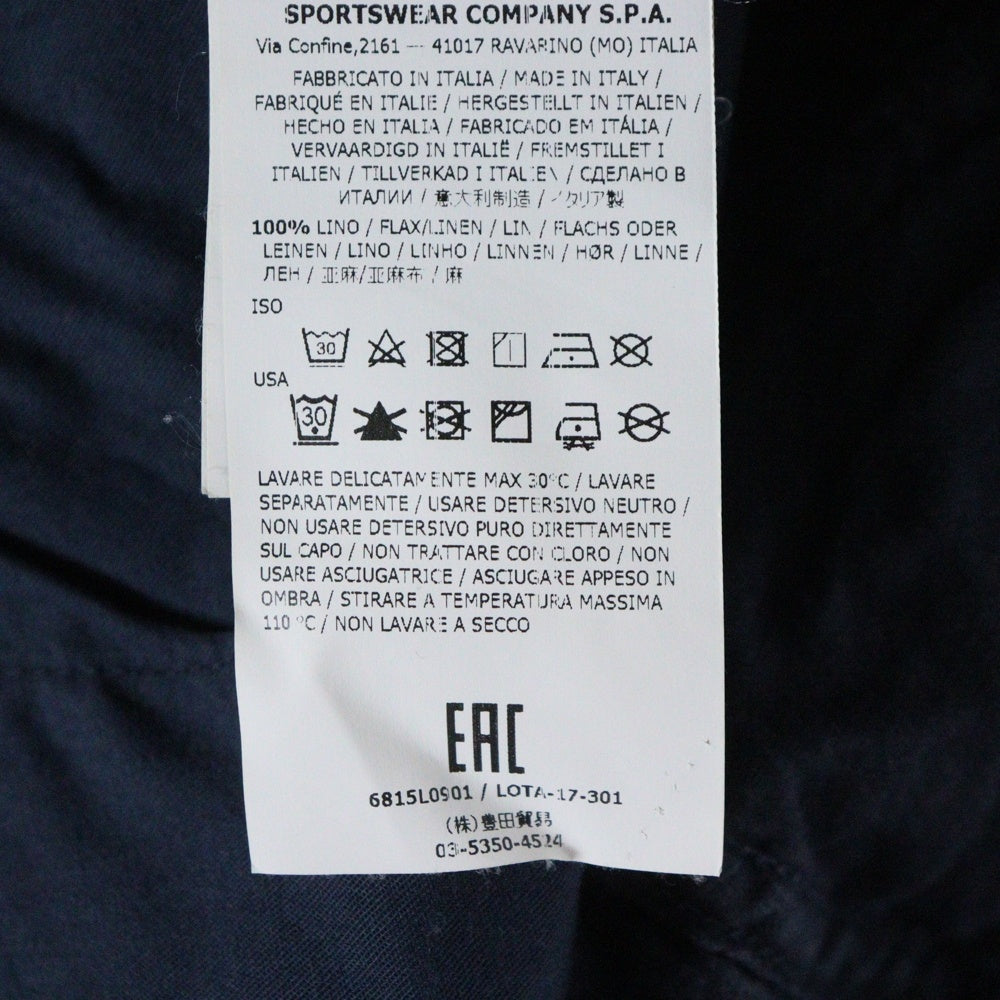 SPORTSWEAR COMPANY S.P.A.
Via Confine,2161 — 41017 RAVARINO (MO) ITALIA
FABBRICATO IN ITALIA / MADE IN ITALY /
FABRIQUÉ EN ITALIE / HERGESTELLT IN ITALIEN /
HECHO EN ITALIA / FABRICADO EM ITÁLIA /
VERVAARDIGD IN ITALIË / FREMSTILLET I
ITALIEN / TILLVERKAD I ITALIEN / СДЕЛАНО В
ИТАЛИИ / 意大利制造 / イタリア製
100% LINO / FLAX/LINEN / LIN / FLACHS ODER
LEINEN / LINO / LINHO / LINNEN / HØR / LINNE /
ЛЕН / 亚麻/亚麻布 / 麻
ISO
30
USA
30
LAVARE DELICATAMENTE MAX 30°C / LAVARE
SEPARATAMENTE / USARE DETERSIVO NEUTRO /
NON USARE DETERSIVO PURO DIRETTAMENTE
SUL CAPO / NON TRATTARE CON CLORO / NON
USARE ASCIUGATRICE / ASCIUGARE APPESO IN
OMBRA / STIRARE A TEMPERATURA MASSIMA
110 °C / NON LAVARE A SECCO
EAC
6815L0901 / LOTA-17-301
(株)豊田貿易
03-5350-4524